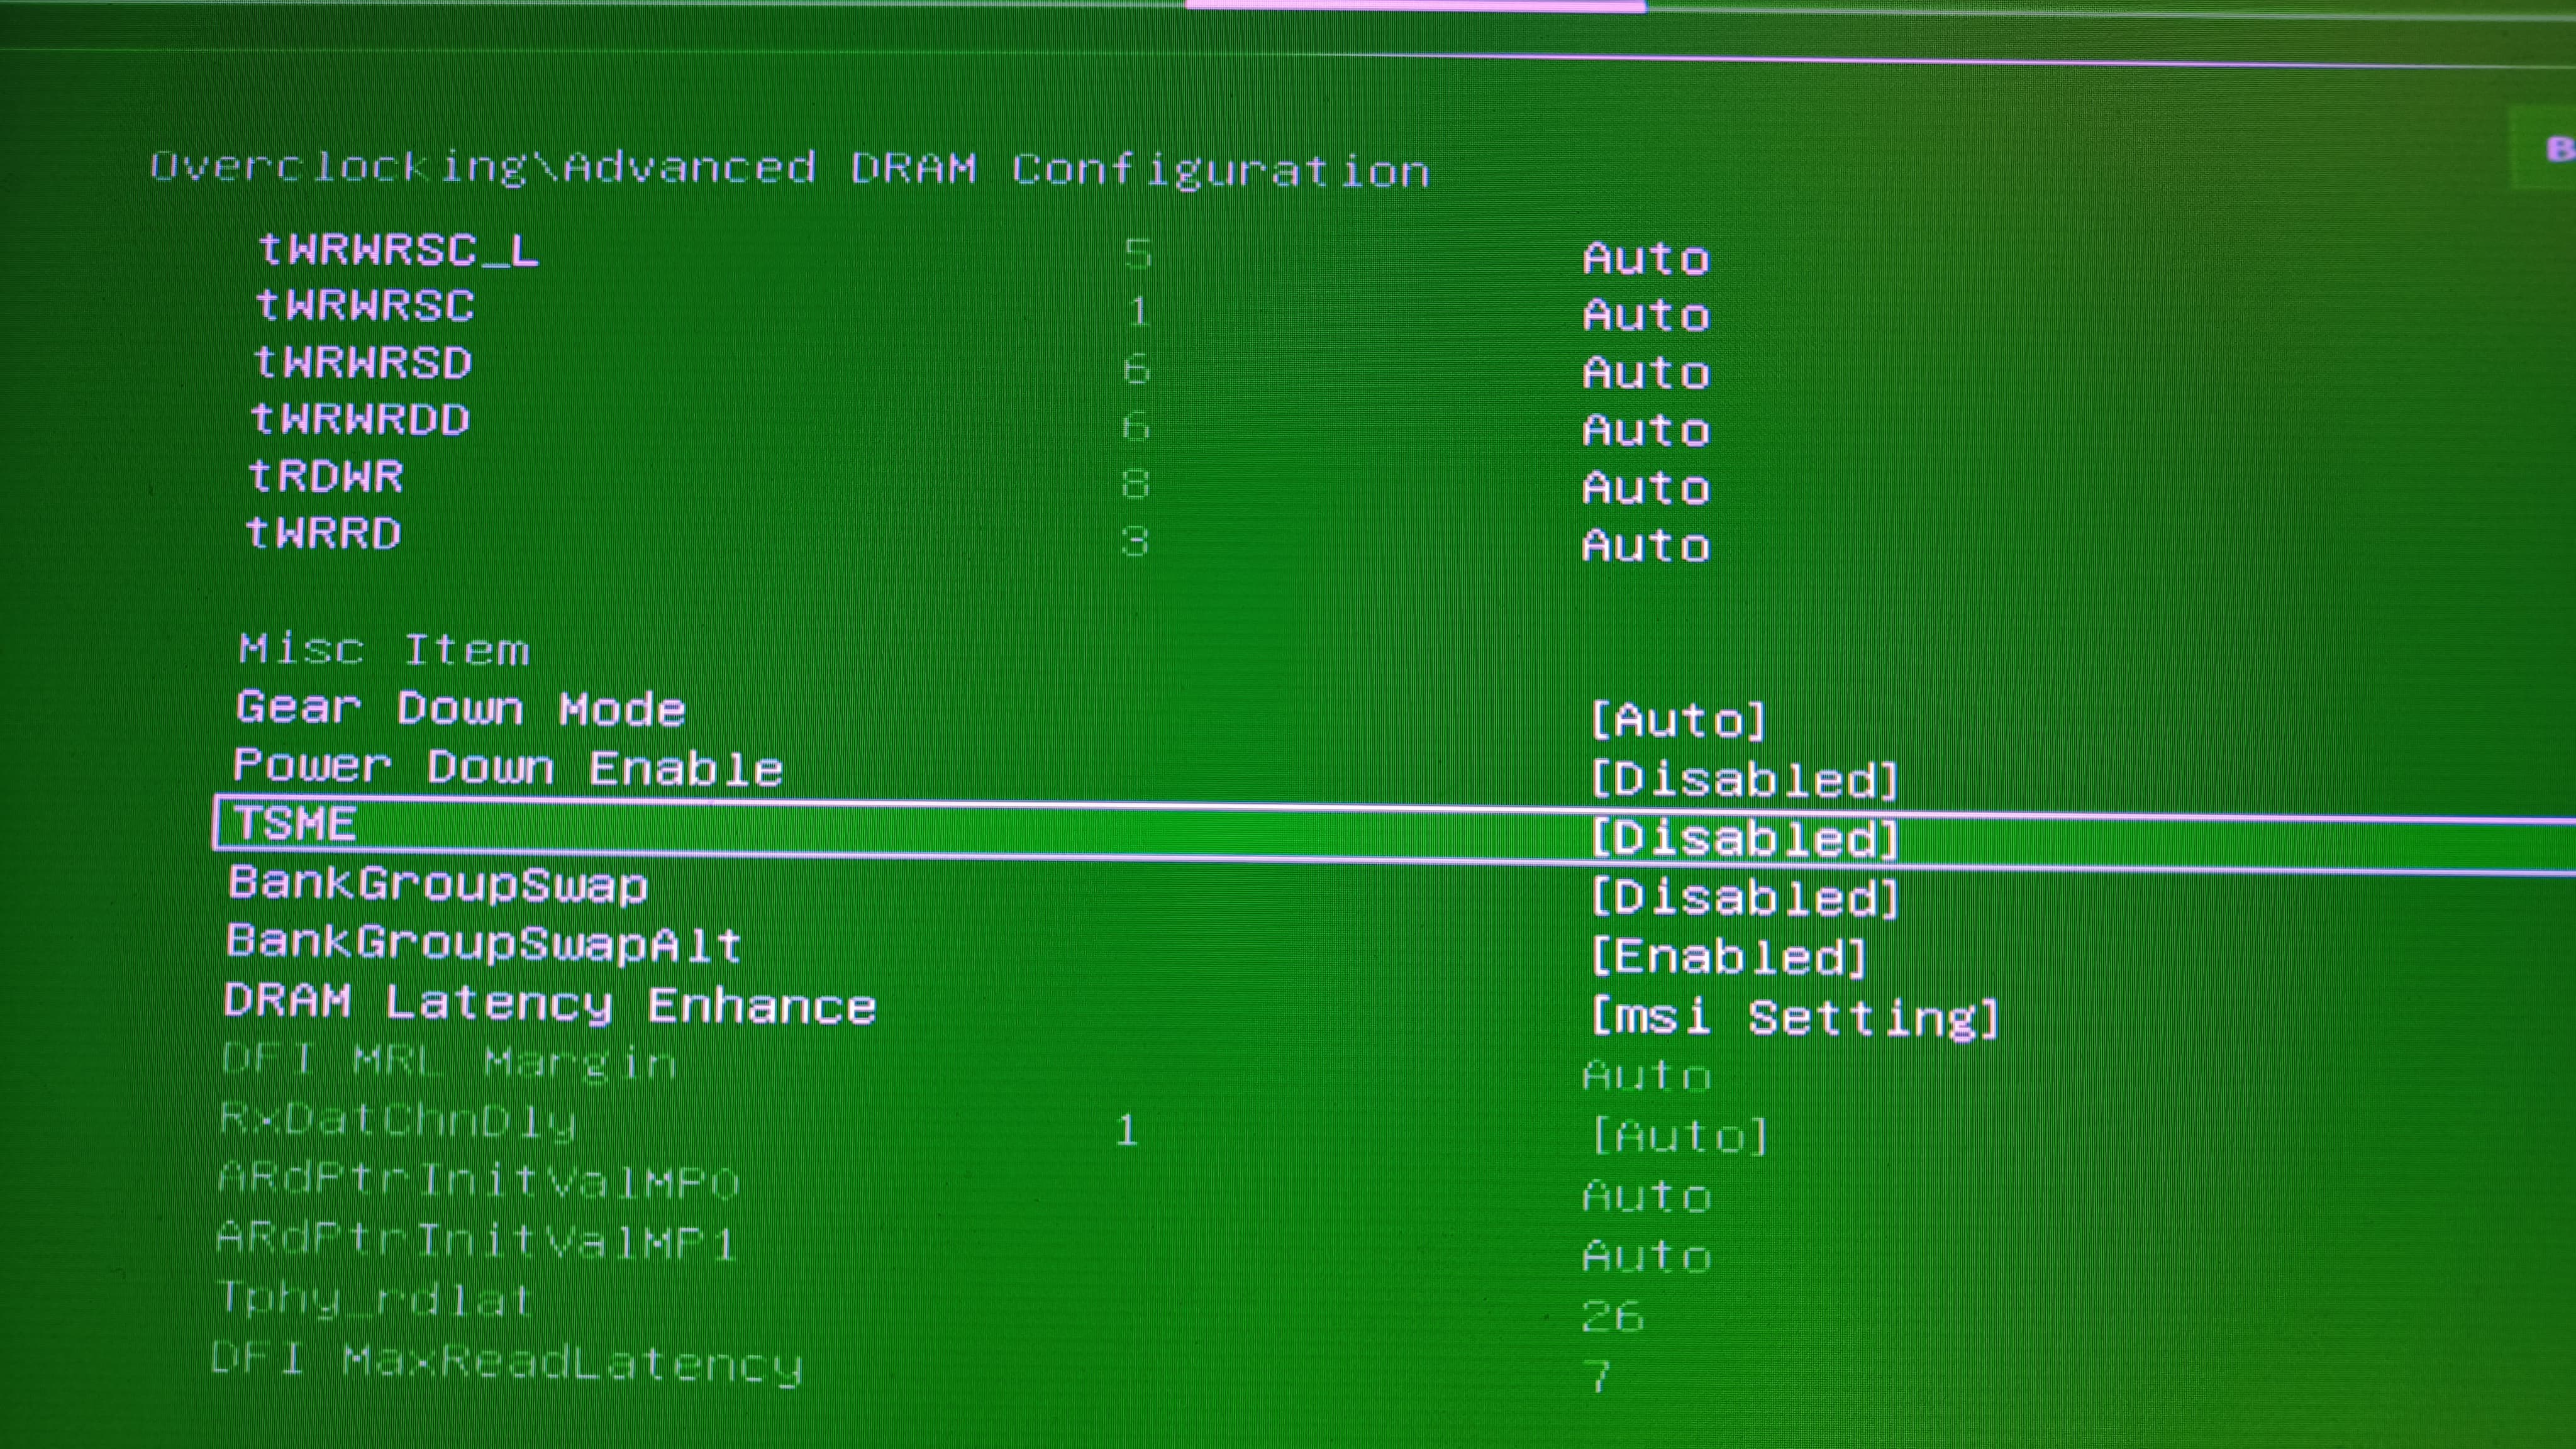 Overclocking\Advanced DRAM Configuration
B
tWRWRSC_L 5 Auto
tWRWRSC 1 Auto
tWRWRSD 6 Auto
tWRWRDD 6 Auto
tRDWR 8 Auto
tWRRD 3 Auto
Misc Item
Gear Down Mode [Auto]
Power Down Enable [Disabled]
TSME [Disabled]
BankGroupSwap [Disabled]
BankGroupSwapAlt [Enabled]
DRAM Latency Enhance [msi Setting]
DFI MRL Margin Auto
RxDatChnDly 1 [Auto]
ARdPtrInitValMP0 Auto
ARdPtrInitValMP1 Auto
Tphy_rdlat 26
DFI MaxReadLatency 7